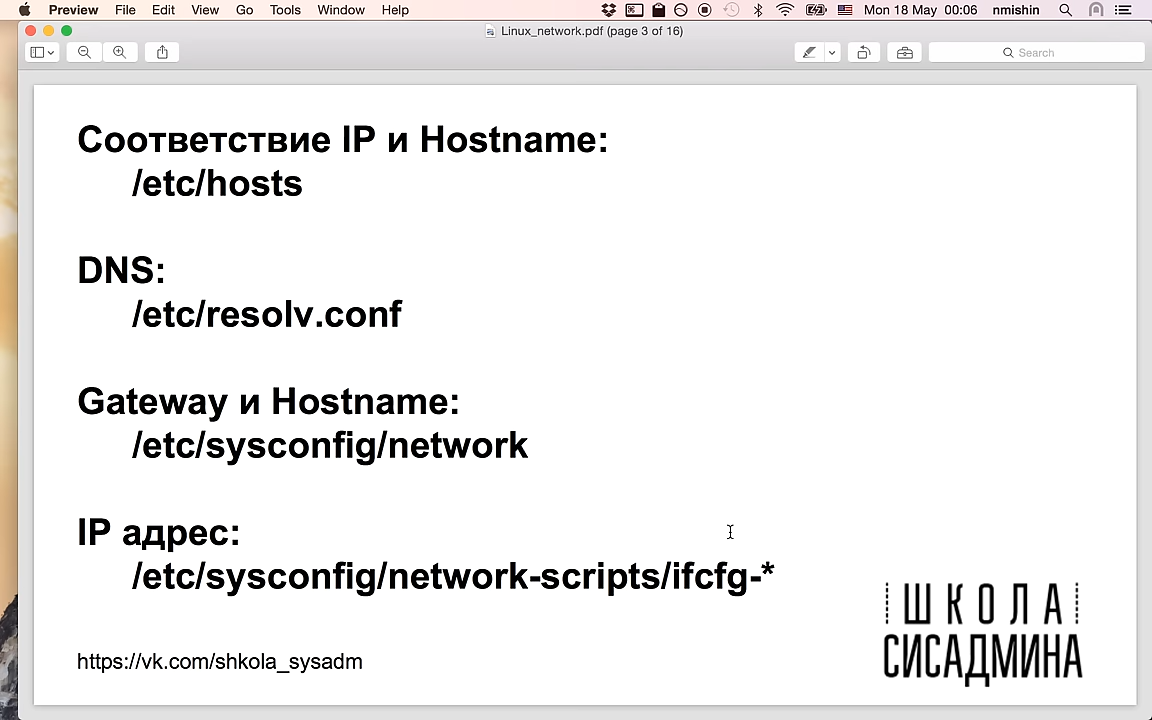 Preview File Edit View Go Tools Window Help Mon 18 May 00:06 nmishin
Linux_network.pdf (page 3 of 16)
Search
Соответствие IP и Hostname:
/etc/hosts
DNS:
/etc/resolv.conf
Gateway и Hostname:
/etc/sysconfig/network
IP адрес:
/etc/sysconfig/network-scripts/ifcfg-*
ШКОЛА
СИСАДМИНА
https://vk.com/shkola_sysadm